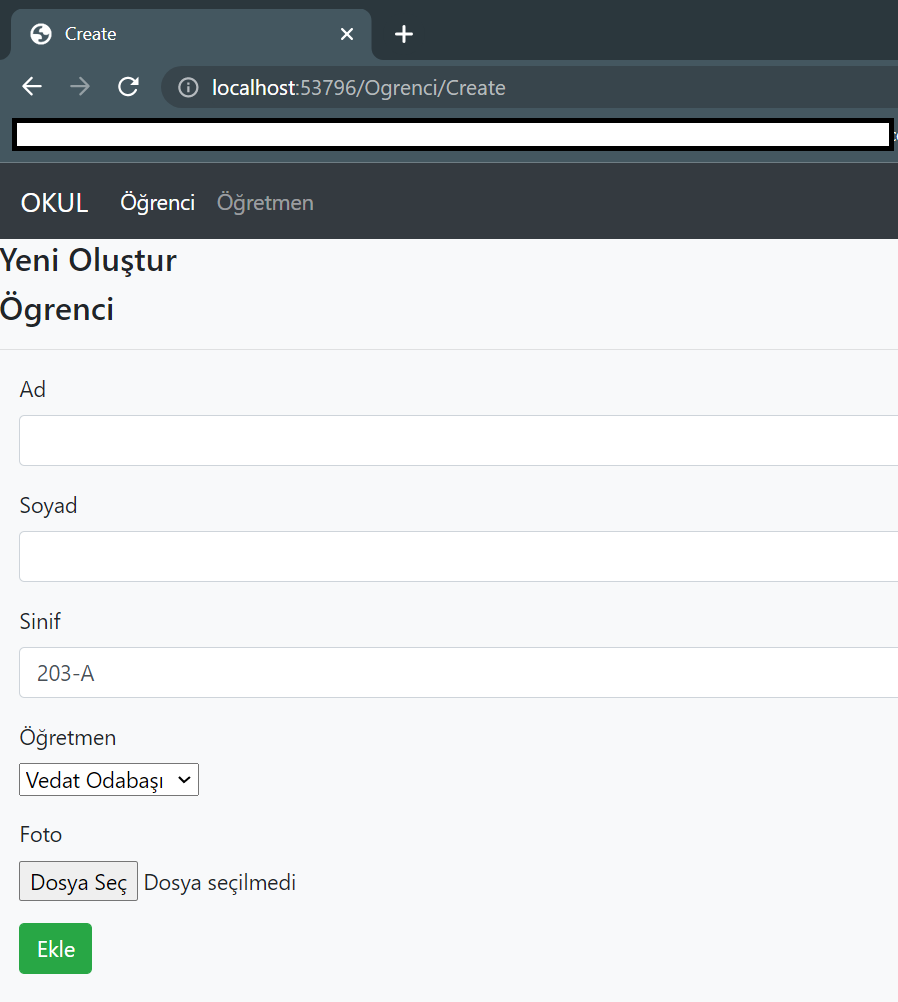 Create
localhost:53796/Ogrenci/Create
OKUL Öğrenci Öğretmen
Yeni Oluştur
Ögrenci
Ad
Soyad
Sinif
203-A
Öğretmen
Vedat Odabaşı
Foto
Dosya Seç Dosya seçilmedi
Ekle